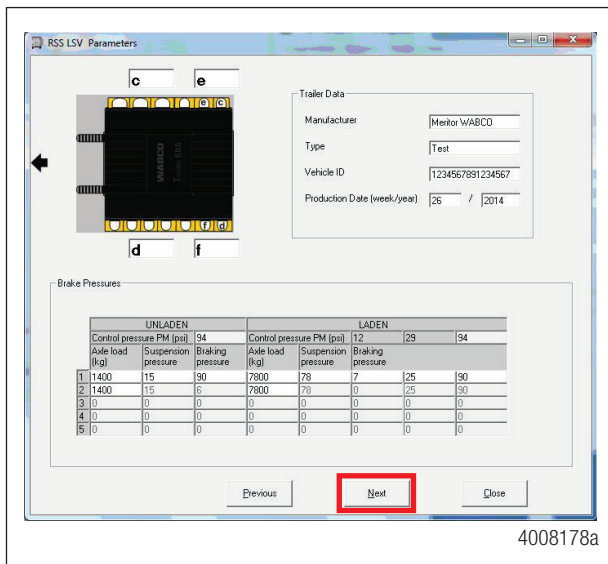 RSS LSV Parameters
c e
e c
WABCO
Trailer EBS
f d
d f
Trailer Data
Manufacturer Meritor WABCO
Type Test
Vehicle ID 1234567891234567
Production Date (week/year) 26 / 2014
Brake Pressures
UNLADEN LADEN
Control pressure PM (psi) 94 Control pressure PM (psi) 12 29 94
Axle load Suspension Braking Axle load Suspension Braking
(kg) pressure pressure (kg) pressure pressure
1 1400 15 90 7800 78 7 25 90
2 1400 15 6 7800 78 0 25 90
3 0 0 0 0 0 0 0 0
4 0 0 0 0 0 0 0 0
5 0 0 0 0 0 0 0 0
Previous Next Close
4008178a